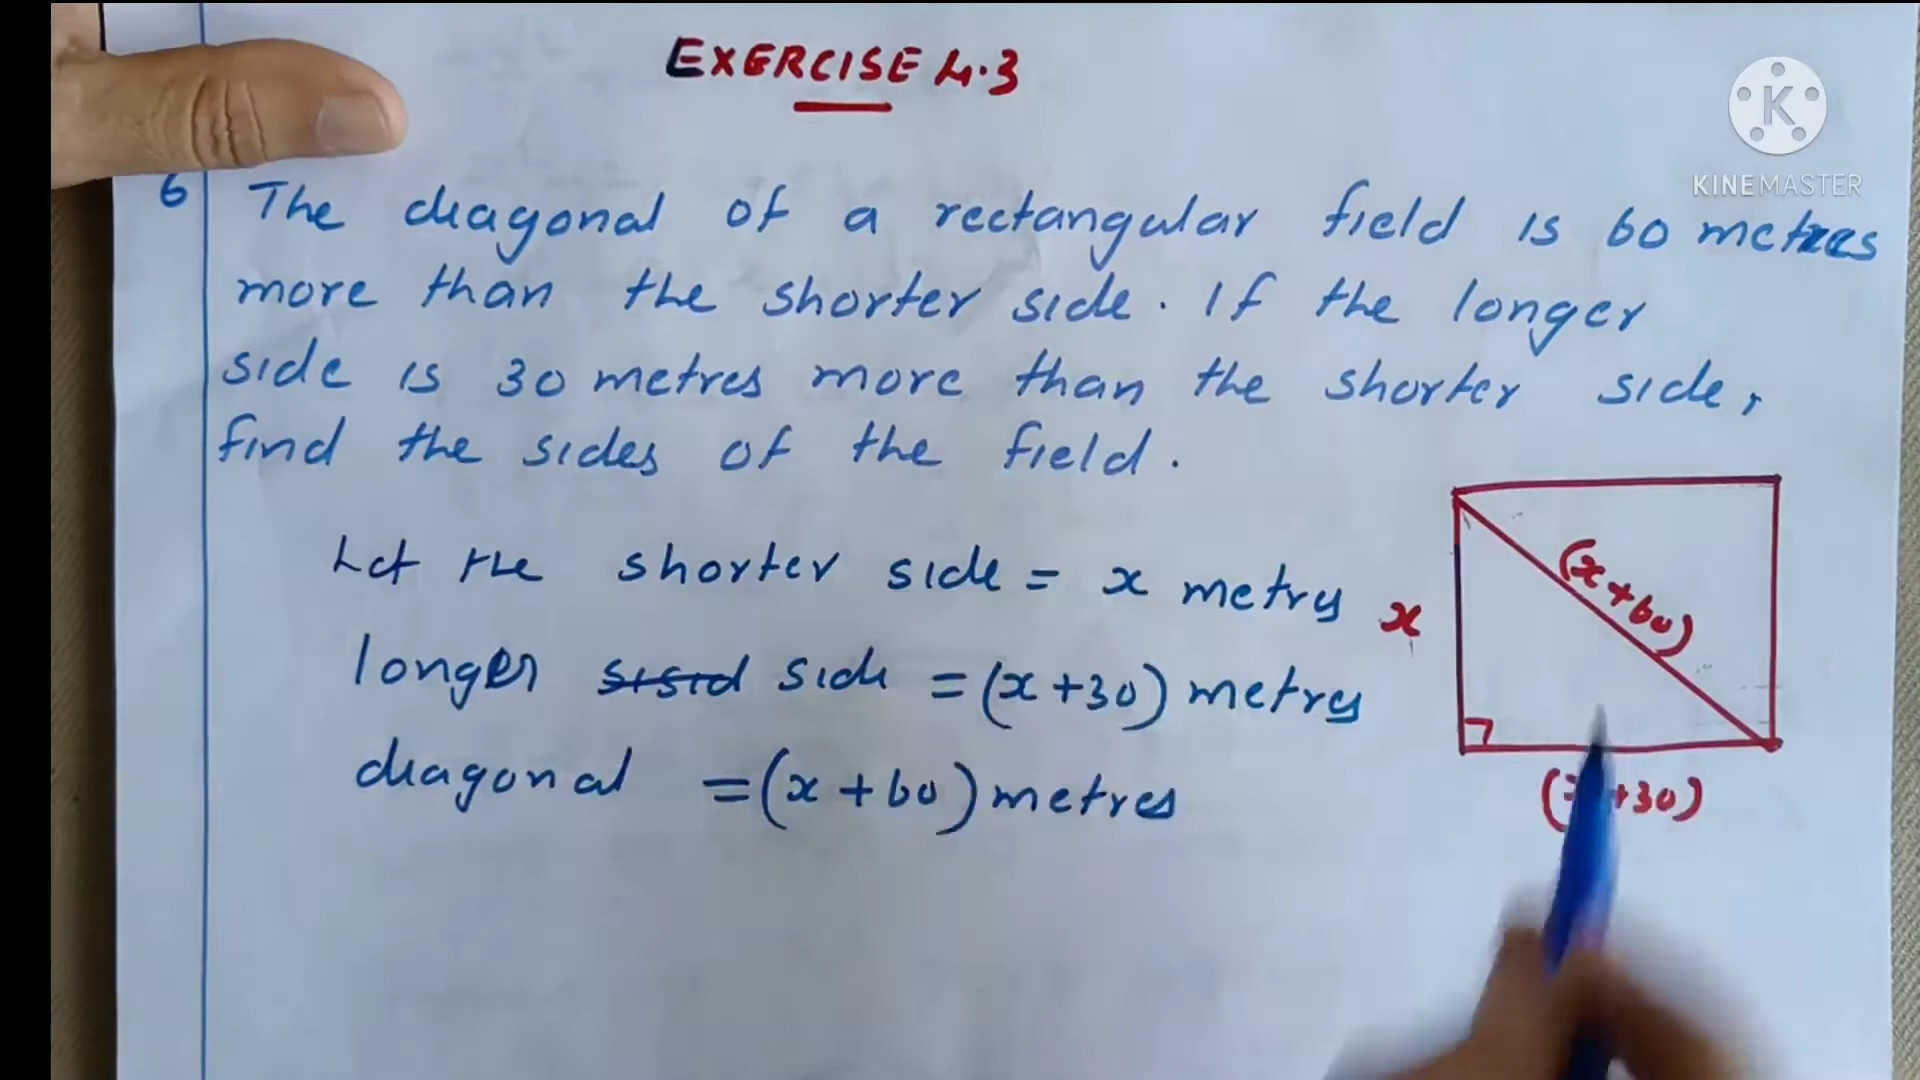 EXERCISE 4.3
KINEMASTER
6 The diagonal of a rectangular field is 60 metres
more than the shorter side. If the longer
side is 30 metres more than the shorter side,
find the sides of the field.
Let the shorter side = x metres
longer side = (x+30) metres
diagonal = (x+60) metres
x
(x+60)
+30)